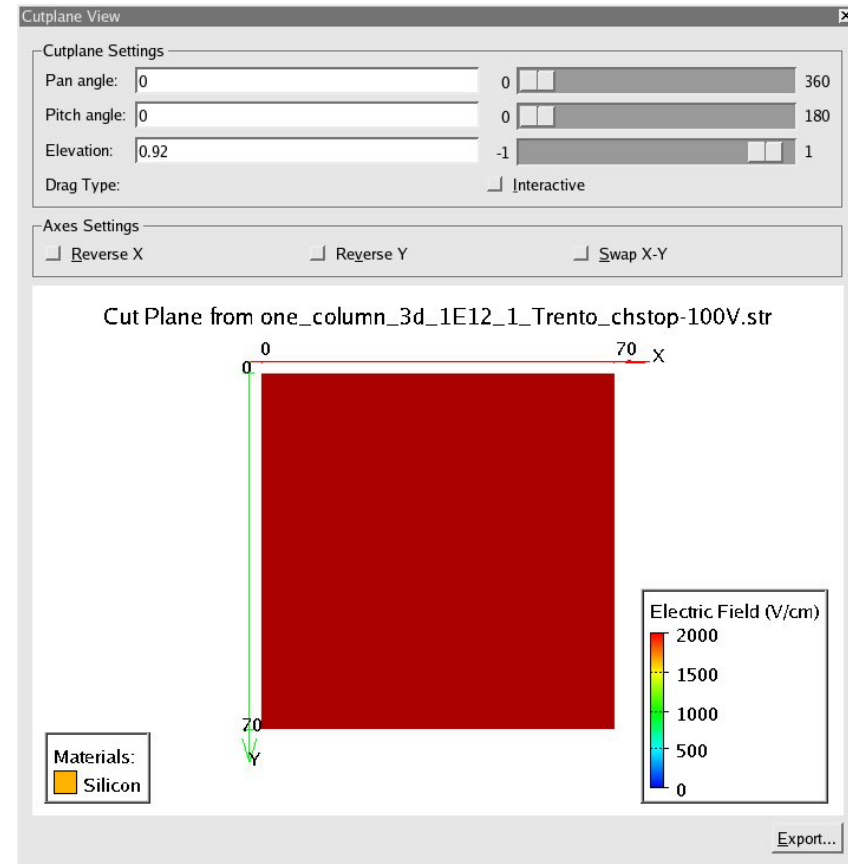 Cutplane View
Cutplane Settings
Pan angle: 0 0 360
Pitch angle: 0 0 180
Elevation: 0.92 -1 1
Drag Type: Interactive
Axes Settings
Reverse X Reverse Y Swap X-Y
Cut Plane from one_column_3d_1E12_1_Trento_chstop-100V.str
0 70 X
0
70
Y
Electric Field (V/cm)
2000
1500
1000
500
0
Materials:
Silicon
Export...